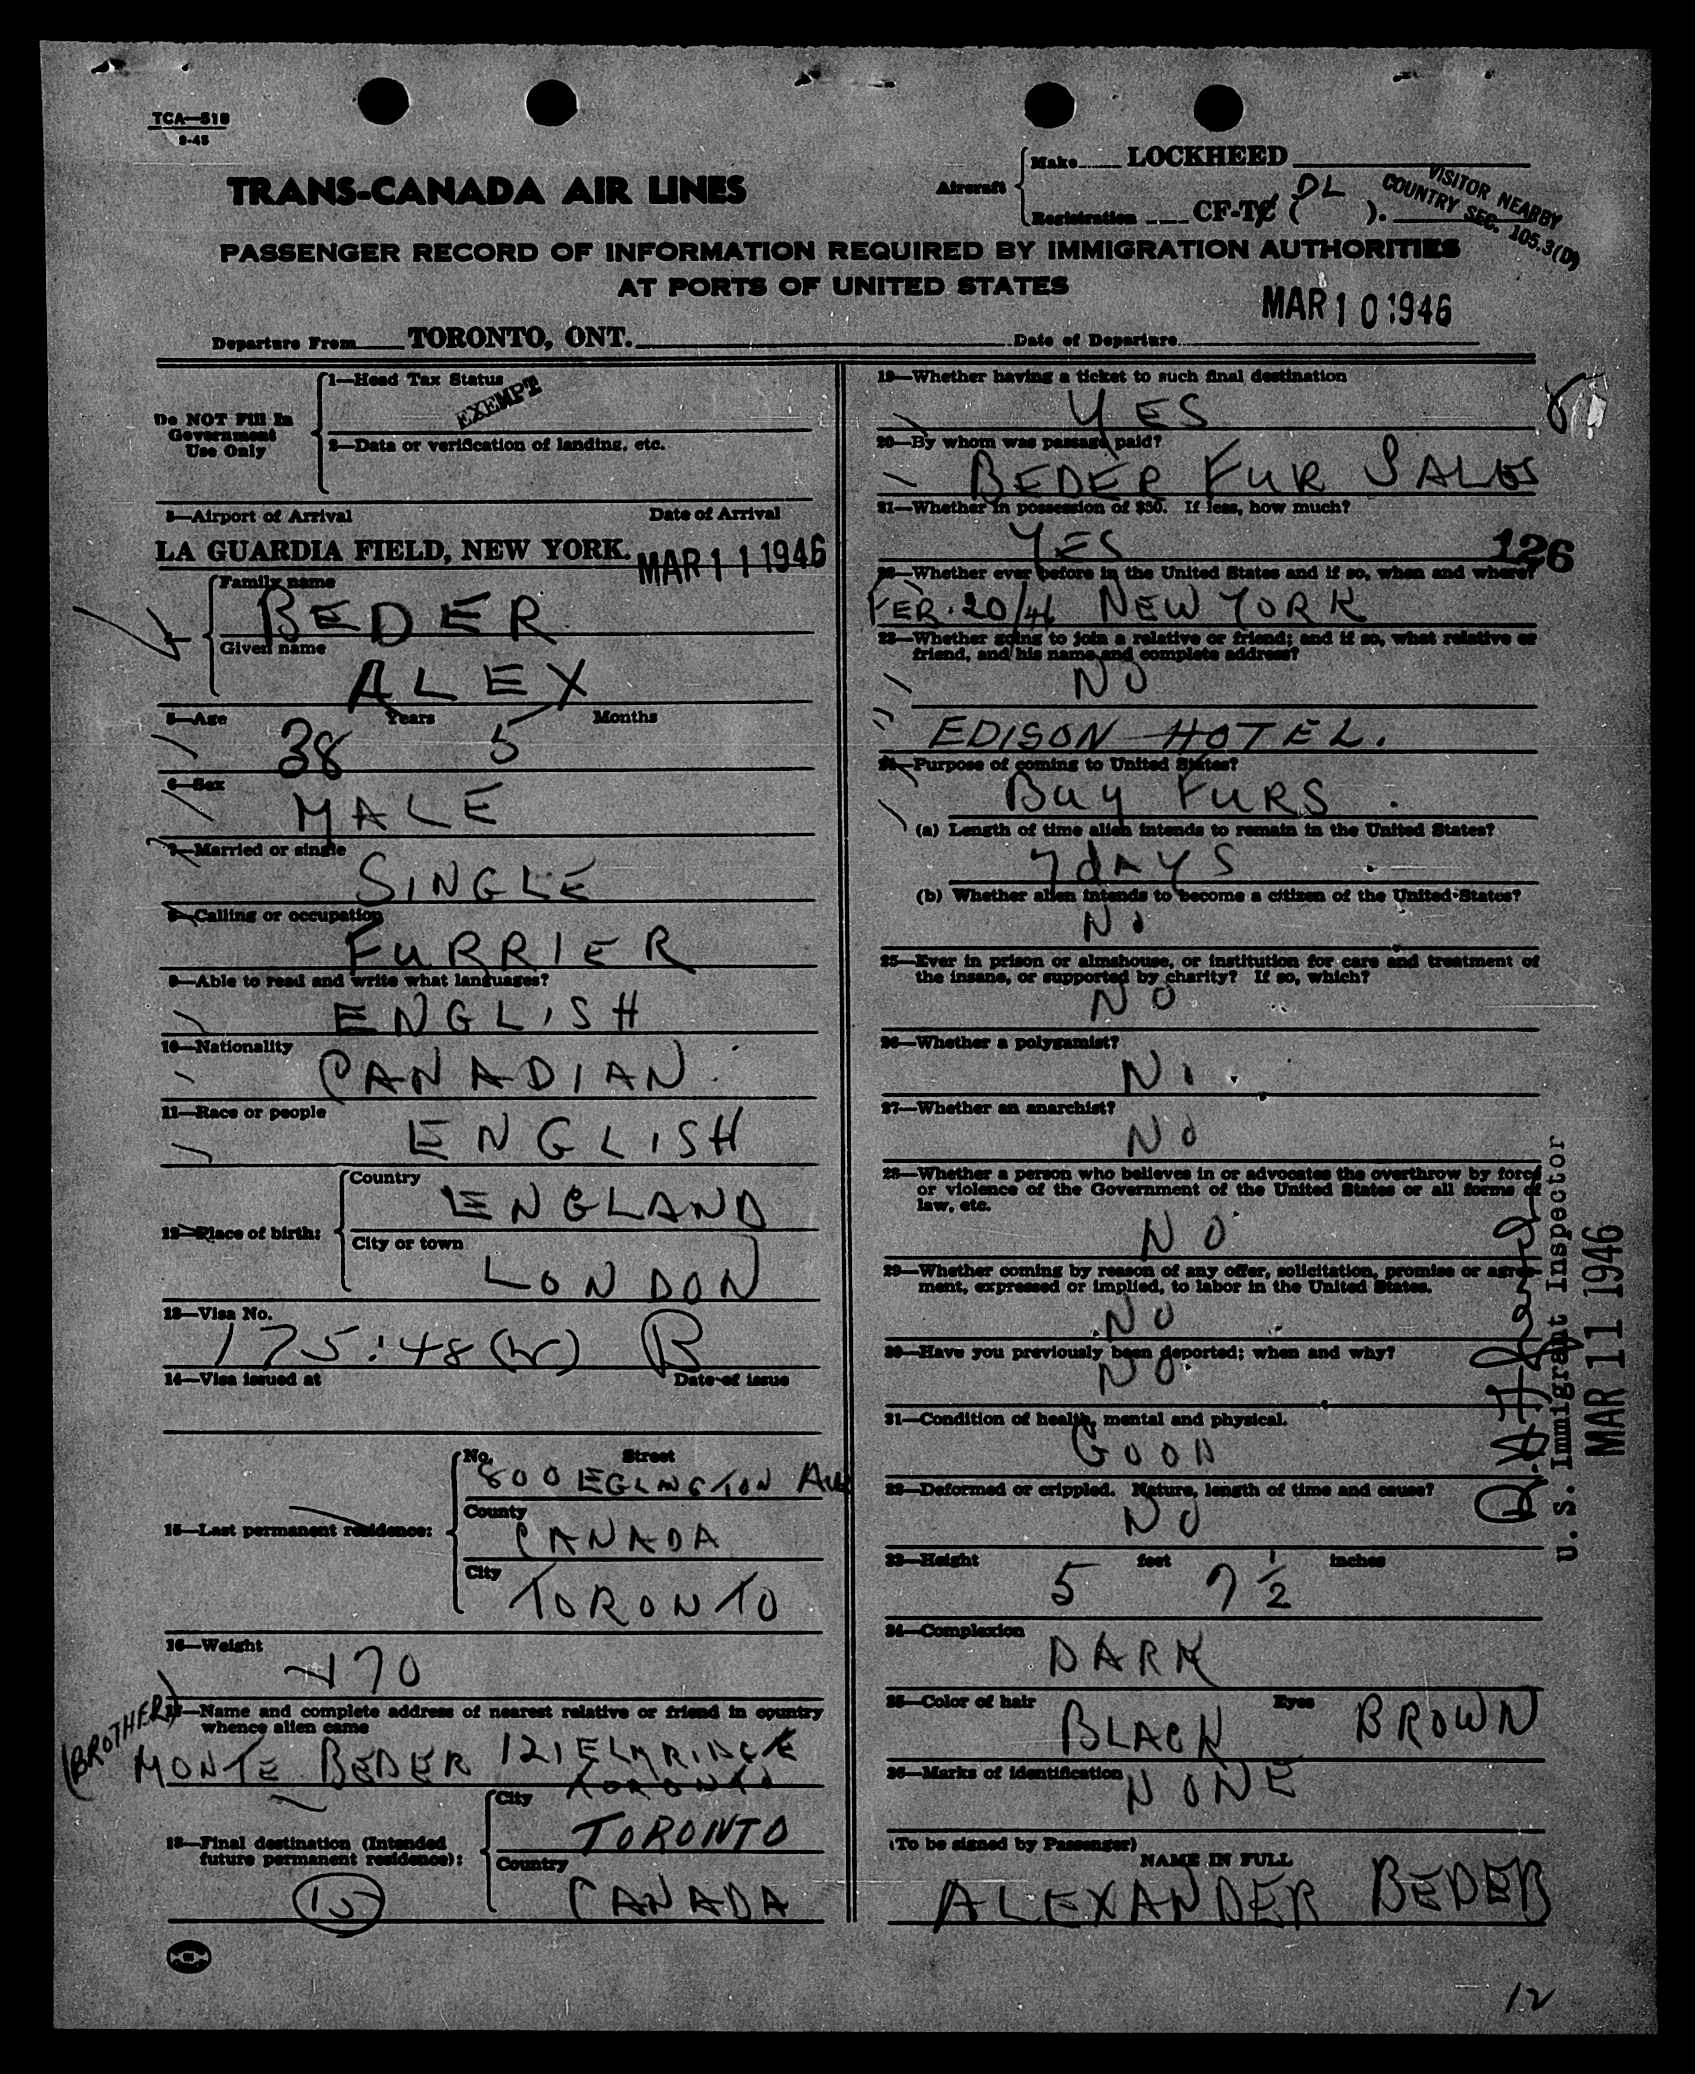 TCA—518
9-45
Aircraft
Make LOCKHEED
Registration CF-TC ( DL ).
VISITOR NEARBY
COUNTRY SEC. 105.3(D)
TRANS-CANADA AIR LINES
PASSENGER RECORD OF INFORMATION REQUIRED BY IMMIGRATION AUTHORITIES
AT PORTS OF UNITED STATES
MAR 10 1946
Departure From TORONTO, ONT. Date of Departure
Do NOT Fill In
Government
Use Only
1—Head Tax Status
EXEMPT
2—Data or verification of landing, etc.
3—Airport of Arrival Date of Arrival
LA GUARDIA FIELD, NEW YORK. MAR 11 1946
4—
Family name
BEDER
Given name
ALEX
5—Age Years Months
38 5
6—Sex
MALE
7—Married or single
SINGLE
8—Calling or occupation
FURRIER
9—Able to read and write what languages?
ENGLISH
10—Nationality
CANADIAN
11—Race or people
ENGLISH
12—Place of birth:
Country
ENGLAND
City or town
LONDON
13—Visa No.
175:48 (W) B
14—Visa issued at Date of issue
15—Last permanent residence:
No. Street
800 EGLINGTON AVE
County
CANADA
City
TORONTO
16—Weight
170
17—Name and complete address of nearest relative or friend in country
whence alien came
(BROTHER)
MONTE BEDER 121 ELMRIDGE
TORONTO
18—Final destination (Intended
future permanent residence):
City
TORONTO
Country
CANADA
15
19—Whether having a ticket to such final destination
YES
20—By whom was passage paid?
BEDER FUR SALES
21—Whether in possession of $50. If less, how much?
YES
126
22—Whether ever before in the United States and if so, when and where?
FEB. 20/46 NEW YORK
23—Whether going to join a relative or friend; and if so, what relative or
friend, and his name and complete address?
NO
EDISON HOTEL.
24—Purpose of coming to United States?
BUY FURS.
(a) Length of time alien intends to remain in the United States?
7 dAYS
(b) Whether alien intends to become a citizen of the United States?
NO
25—Ever in prison or almshouse, or institution for care and treatment of
the insane, or supported by charity? If so, which?
NO
26—Whether a polygamist?
NO
27—Whether an anarchist?
NO
28—Whether a person who believes in or advocates the overthrow by force
or violence of the Government of the United States or all forms of
law, etc.
NO
29—Whether coming by reason of any offer, solicitation, promise or agree-
ment, expressed or implied, to labor in the United States.
NO
30—Have you previously been deported; when and why?
NO
31—Condition of health, mental and physical.
GOOD
32—Deformed or crippled. Nature, length of time and cause?
NO
33—Height feet inches
5 7 1/2
34—Complexion
DARK
35—Color of hair Eyes
BLACK BROWN
36—Marks of identification
NONE
(To be signed by Passenger)
NAME IN FULL
ALEXANDER BEDER
U. S. Immigrant Inspector
MAR 11 1946
12